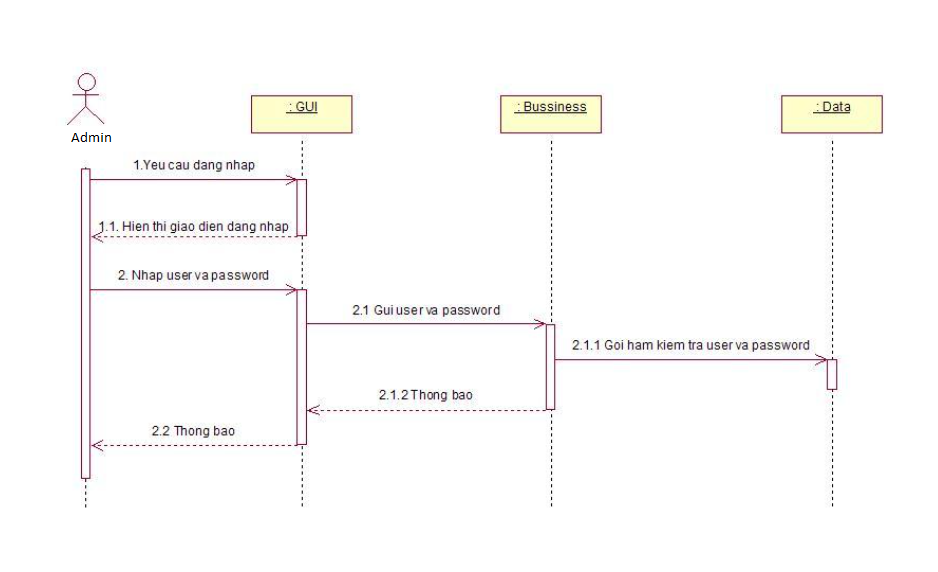 : GUI
: Bussiness
: Data
Admin
1.Yeu cau dang nhap
1.1. Hien thi giao dien dang nhap
2. Nhap user va password
2.1 Gui user va password
2.1.1 Goi ham kiem tra user va password
2.1.2 Thong bao
2.2 Thong bao